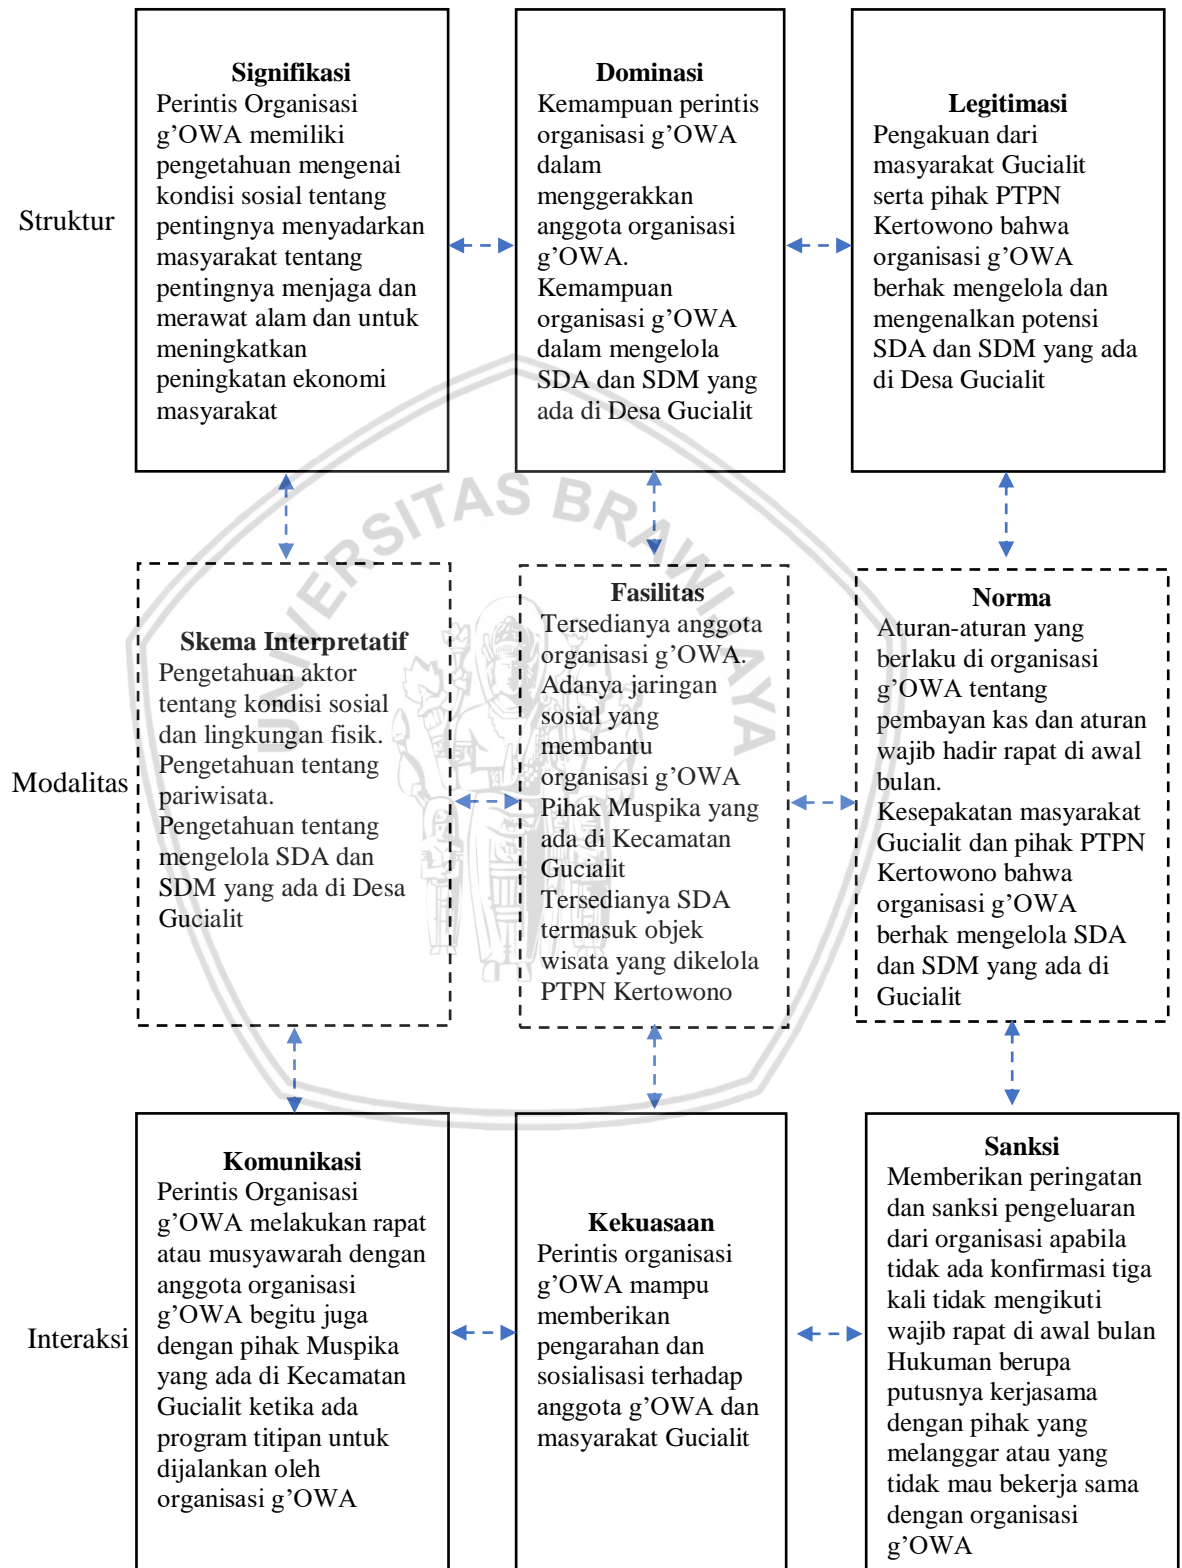 Struktur
Signifikasi
Perintis Organisasi
g'OWA memiliki
pengetahuan mengenai
kondisi sosial tentang
pentingnya menyadarkan
masyarakat tentang
pentingnya menjaga dan
merawat alam dan untuk
meningkatkan
peningkatan ekonomi
masyarakat
Dominasi
Kemampuan perintis
organisasi g'OWA
dalam
menggerakkan
anggota organisasi
g'OWA.
Kemampuan
organisasi g'OWA
dalam mengelola
SDA dan SDM yang
ada di Desa Gucialit
Legitimasi
Pengakuan dari
masyarakat Gucialit
serta pihak PTPN
Kertowono bahwa
organisasi g'OWA
berhak mengelola dan
mengenalkan potensi
SDA dan SDM yang ada
di Desa Gucialit
UNIVERSITAS BRAWIJAYA
Modalitas
Skema Interpretatif
Pengetahuan aktor
tentang kondisi sosial
dan lingkungan fisik.
Pengetahuan tentang
pariwisata.
Pengetahuan tentang
mengelola SDA dan
SDM yang ada di Desa
Gucialit
Fasilitas
Tersedianya anggota
organisasi g'OWA.
Adanya jaringan
sosial yang
membantu
organisasi g'OWA
Pihak Muspika yang
ada di Kecamatan
Gucialit
Tersedianya SDA
termasuk objek
wisata yang dikelola
PTPN Kertowono
Norma
Aturan-aturan yang
berlaku di organisasi
g'OWA tentang
pembayan kas dan aturan
wajib hadir rapat di awal
bulan.
Kesepakatan masyarakat
Gucialit dan pihak PTPN
Kertowono bahwa
organisasi g'OWA
berhak mengelola SDA
dan SDM yang ada di
Gucialit
Interaksi
Komunikasi
Perintis Organisasi
g'OWA melakukan rapat
atau musyawarah dengan
anggota organisasi
g'OWA begitu juga
dengan pihak Muspika
yang ada di Kecamatan
Gucialit ketika ada
program titipan untuk
dijalankan oleh
organisasi g'OWA
Kekuasaan
Perintis organisasi
g'OWA mampu
memberikan
pengarahan dan
sosialisasi terhadap
anggota g'OWA dan
masyarakat Gucialit
Sanksi
Memberikan peringatan
dan sanksi pengeluaran
dari organisasi apabila
tidak ada konfirmasi tiga
kali tidak mengikuti
wajib rapat di awal bulan
Hukuman berupa
putusnya kerjasama
dengan pihak yang
melanggar atau yang
tidak mau bekerja sama
dengan organisasi
g'OWA